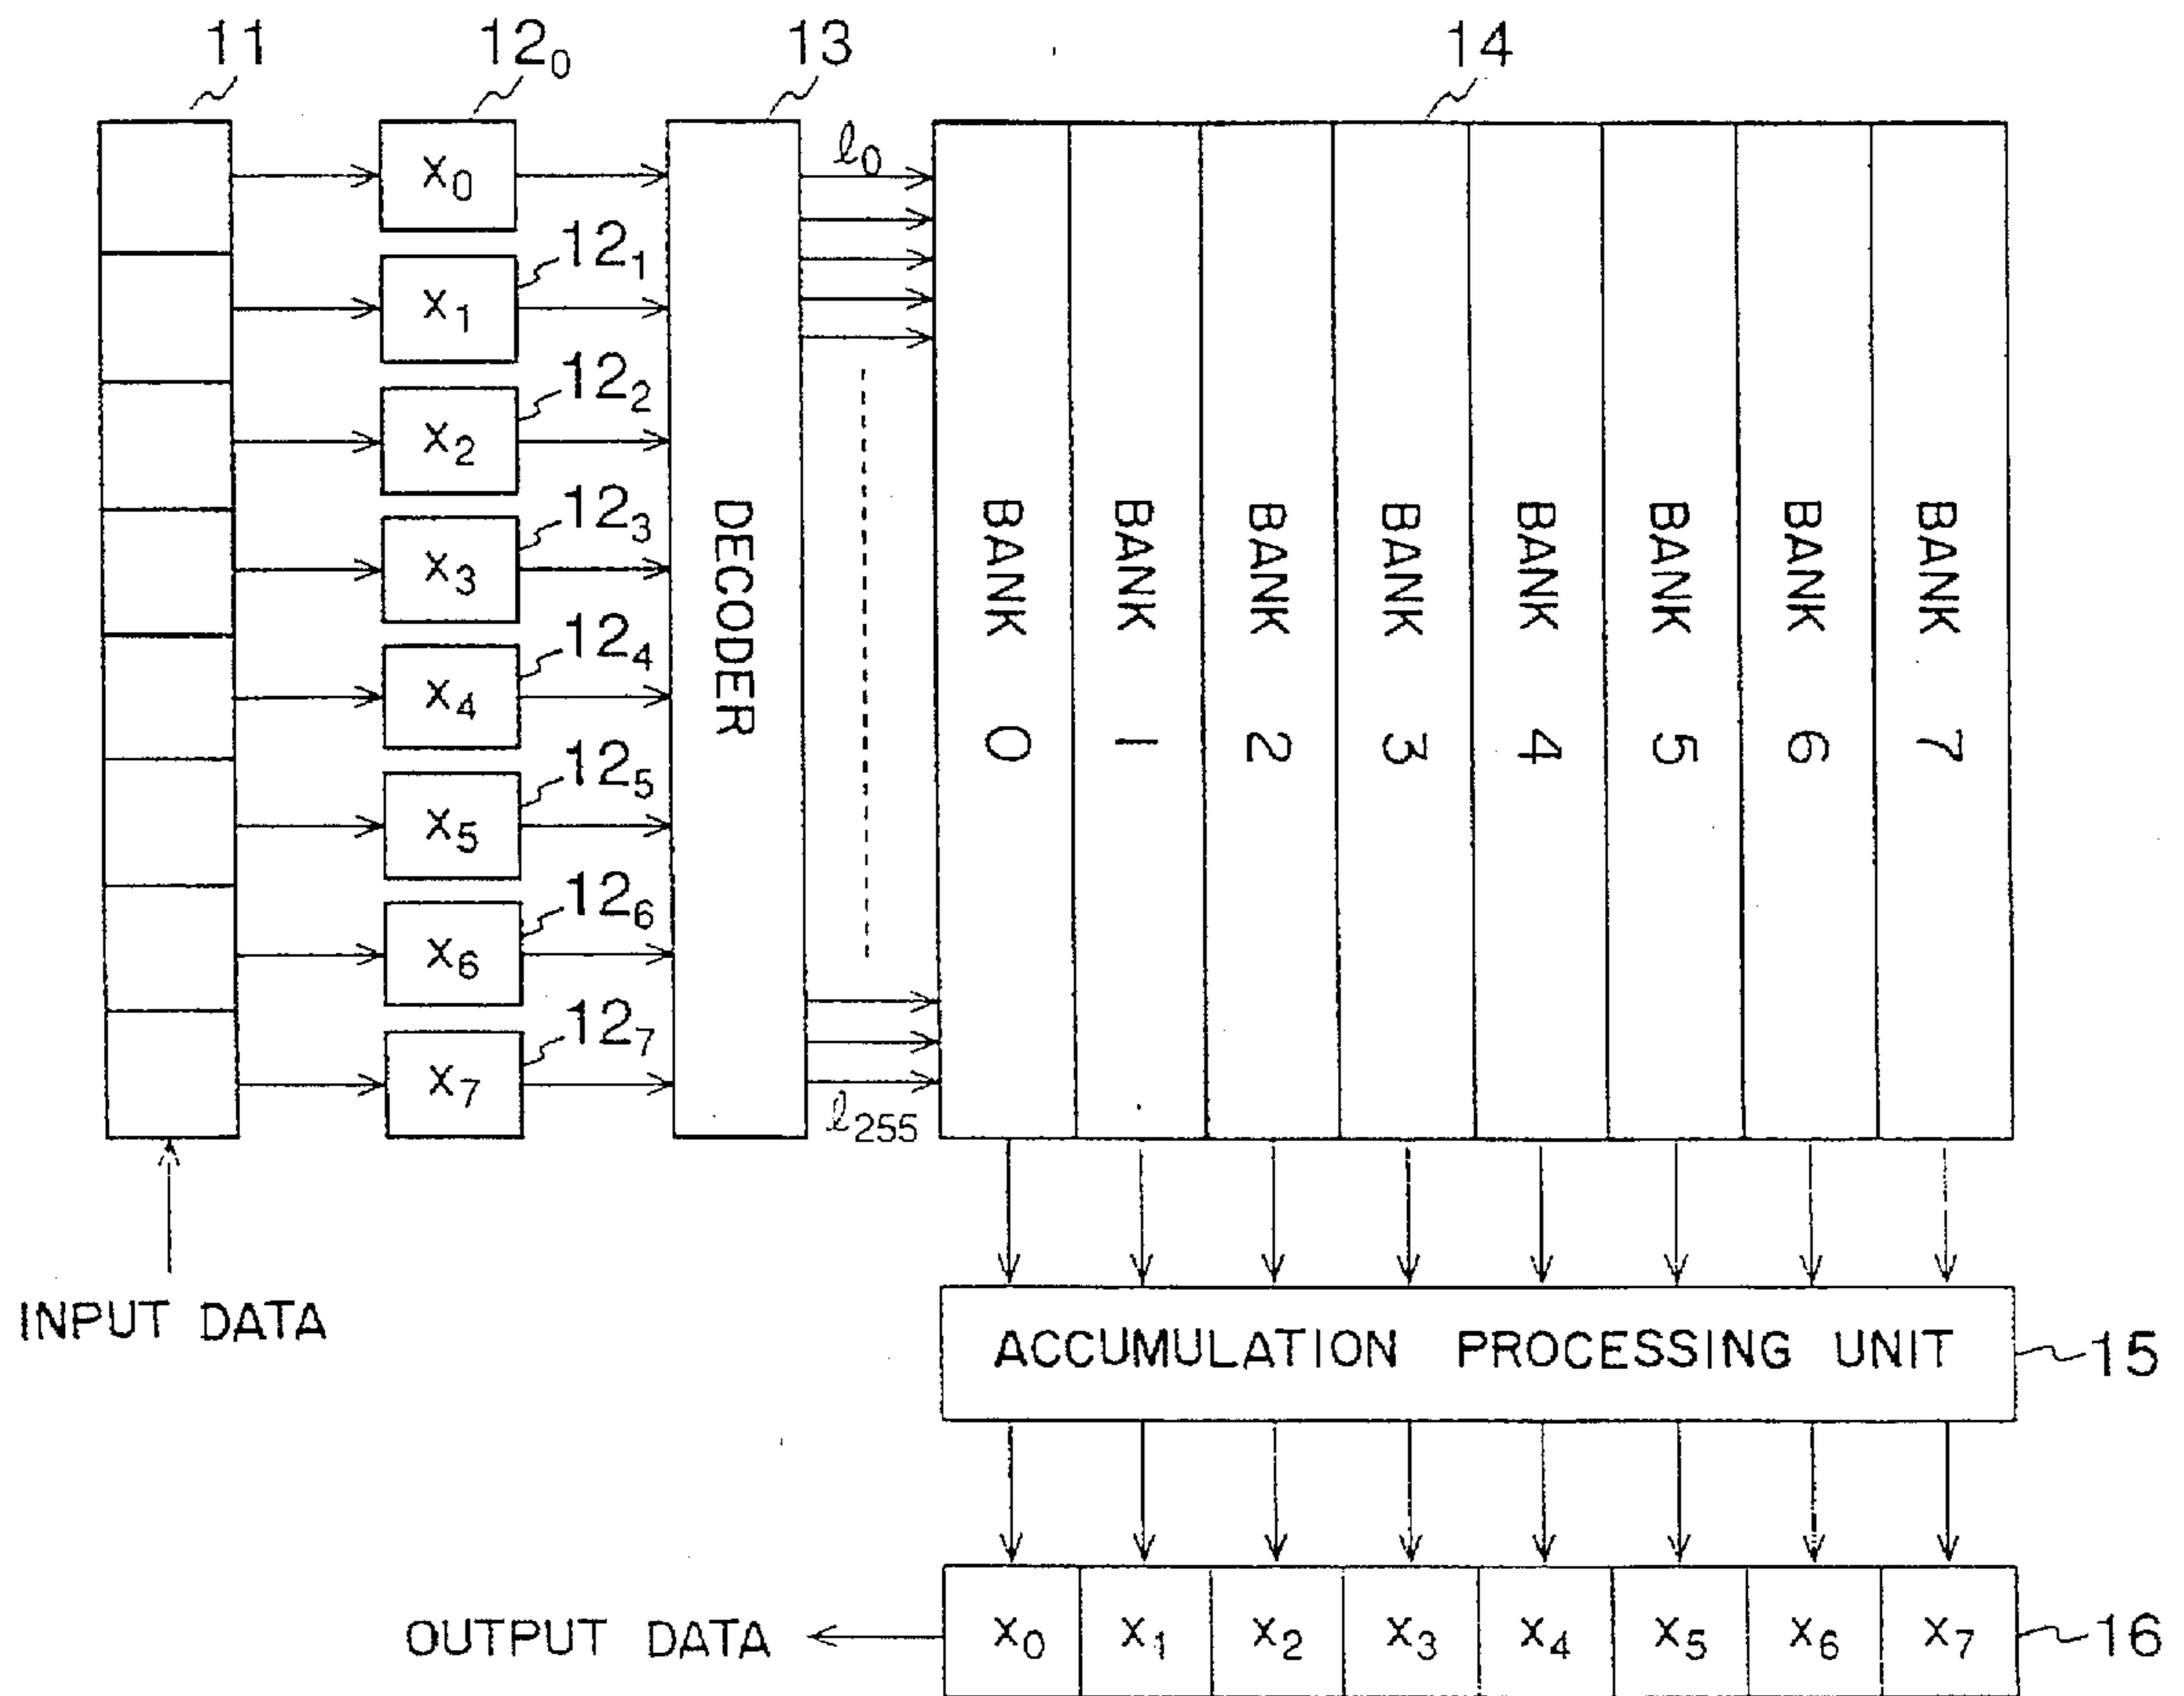 11
12₀
13
14
x₀
ℓ₀
12₁
x₁
12₂
x₂
12₃
x₃
12₄
x₄
12₅
x₅
12₆
x₆
12₇
x₇
DECODER
ℓ₂₅₅
BANK 0
BANK 1
BANK 2
BANK 3
BANK 4
BANK 5
BANK 6
BANK 7
INPUT DATA
ACCUMULATION PROCESSING UNIT
15
OUTPUT DATA
x₀ x₁ x₂ x₃ x₄ x₅ x₆ x₇
16